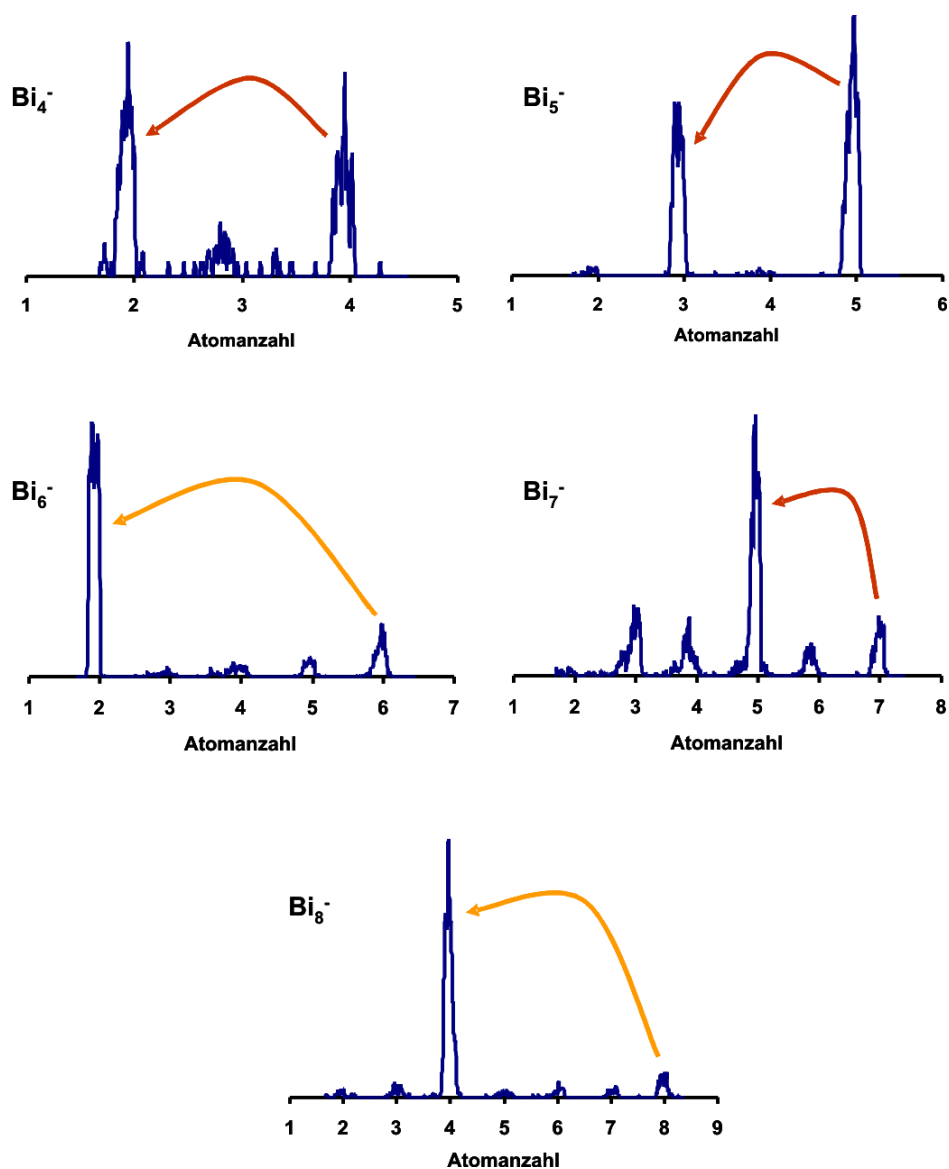 Bi₄⁻
1 2 3 4 5
Atomanzahl
Bi₅⁻
1 2 3 4 5 6
Atomanzahl
Bi₆⁻
1 2 3 4 5 6 7
Atomanzahl
Bi₇⁻
1 2 3 4 5 6 7 8
Atomanzahl
Bi₈⁻
1 2 3 4 5 6 7 8 9
Atomanzahl